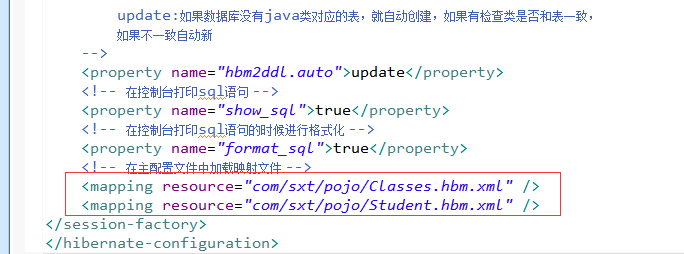 update:如果数据库没有java类对应的表，就自动创建，如果有检查类是否和表一致，
如果不一致自动新
-->
<property name="hbm2ddl.auto">update</property>
<!-- 在控制台打印sql语句 -->
<property name="show_sql">true</property>
<!-- 在控制台打印sql语句的时候进行格式化 -->
<property name="format_sql">true</property>
<!-- 在主配置文件中加载映射文件 -->
<mapping resource="com/sxt/pojo/Classes.hbm.xml" />
<mapping resource="com/sxt/pojo/Student.hbm.xml" />
</session-factory>
</hibernate-configuration>